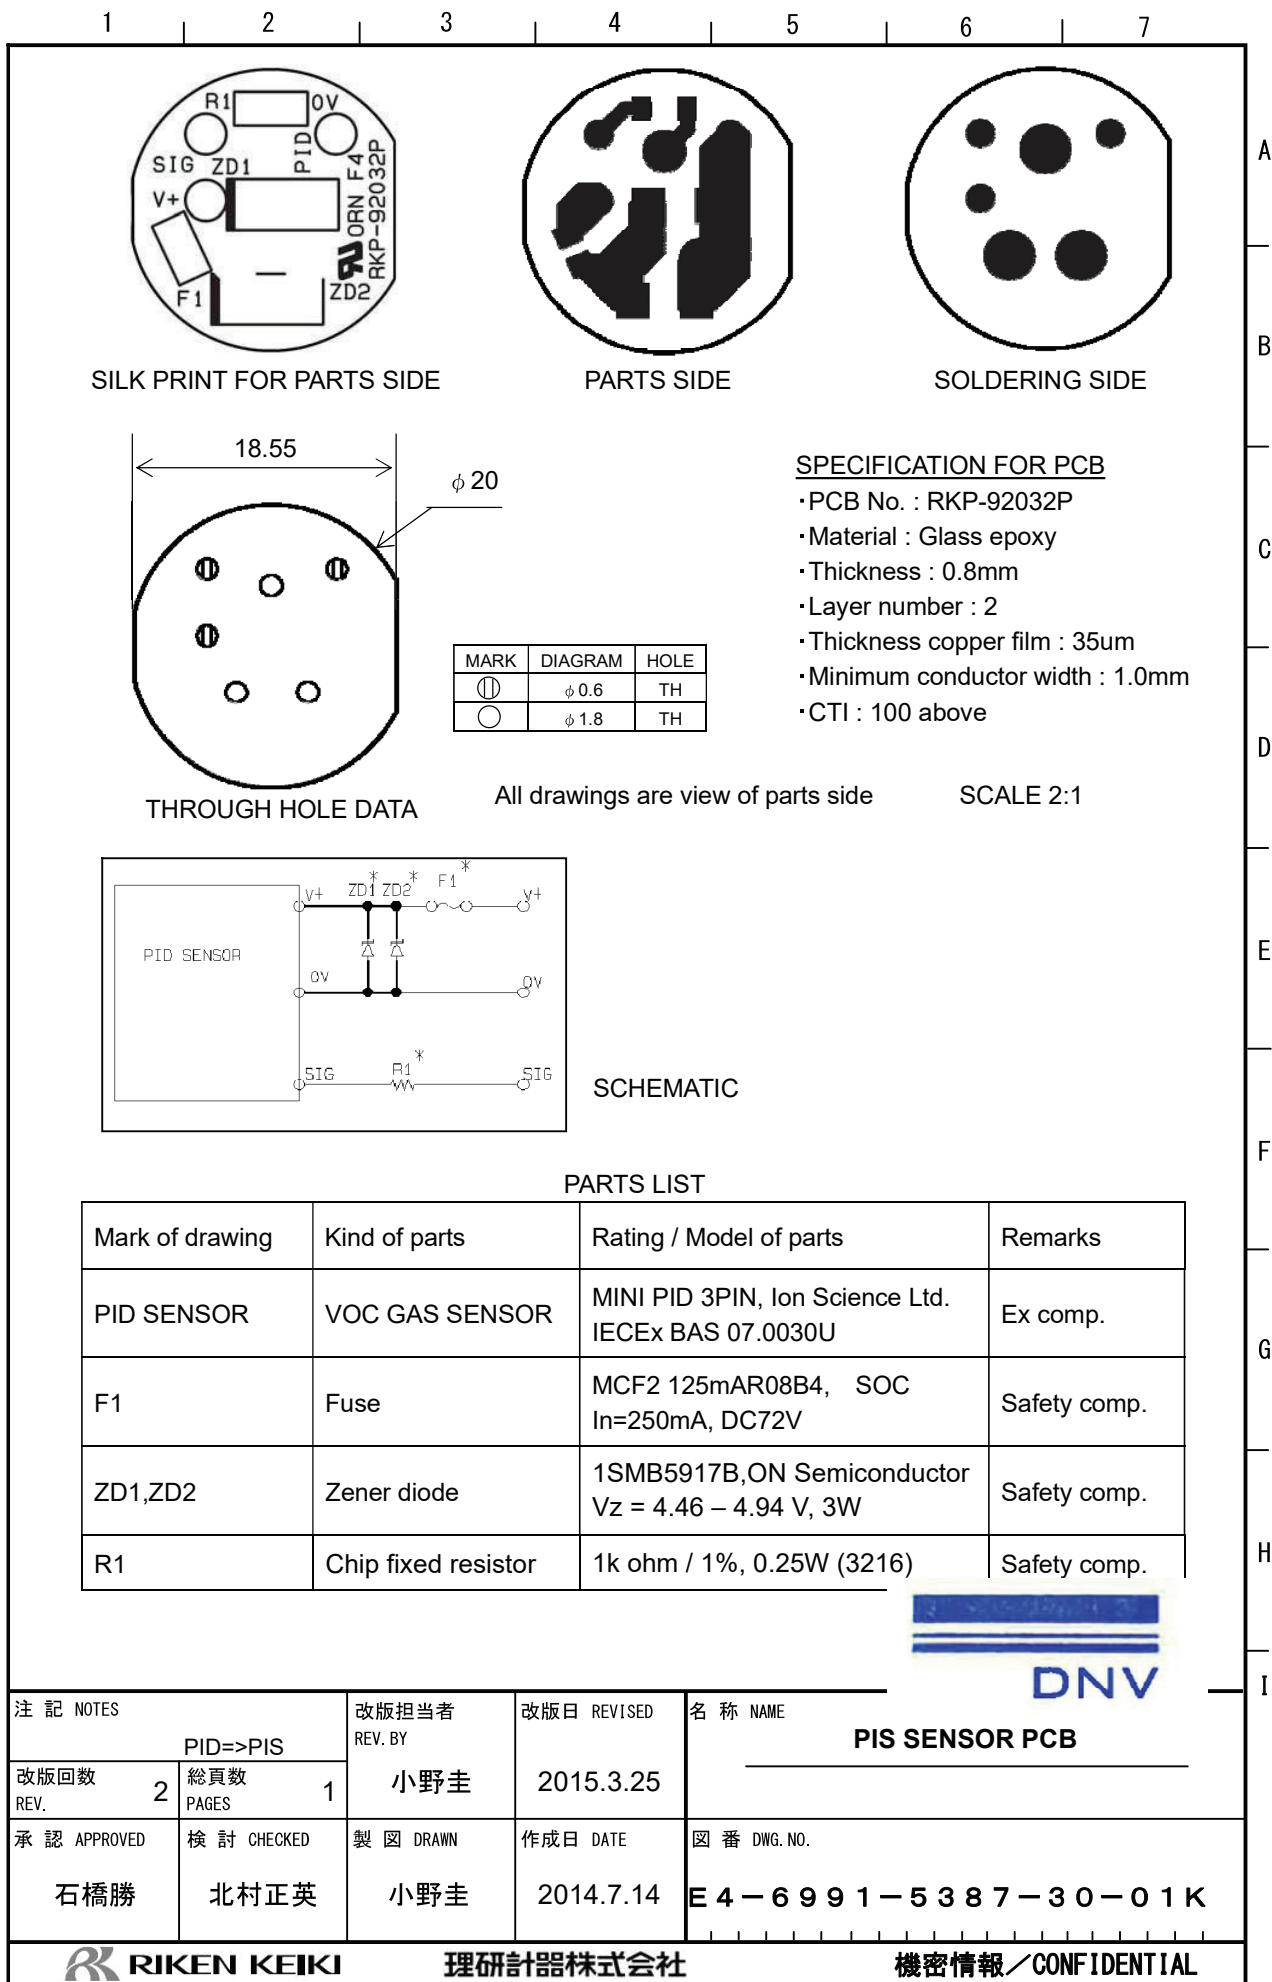 1 2 3 4 5 6 7
A
B
C
D
E
F
G
H
I
R1 0V
SIG ZD1 PID
V+
ORN F4
RKP-92032P
F1 ZD2
SILK PRINT FOR PARTS SIDE
PARTS SIDE
SOLDERING SIDE
18.55
φ20
SPECIFICATION FOR PCB
・PCB No. : RKP-92032P
・Material : Glass epoxy
・Thickness : 0.8mm
・Layer number : 2
・Thickness copper film : 35um
・Minimum conductor width : 1.0mm
・CTI : 100 above
MARK DIAGRAM HOLE
φ0.6 TH
φ1.8 TH
THROUGH HOLE DATA
All drawings are view of parts side SCALE 2:1
V+ ZD1* ZD2* F1* V+
PID SENSOR
0V 0V
SIG R1* SIG
SCHEMATIC
PARTS LIST
Mark of drawing Kind of parts Rating / Model of parts Remarks
PID SENSOR VOC GAS SENSOR MINI PID 3PIN, Ion Science Ltd. Ex comp.
IECEx BAS 07.0030U
F1 Fuse MCF2 125mAR08B4, SOC Safety comp.
In=250mA, DC72V
ZD1,ZD2 Zener diode 1SMB5917B,ON Semiconductor Safety comp.
Vz = 4.46 – 4.94 V, 3W
R1 Chip fixed resistor 1k ohm / 1%, 0.25W (3216) Safety comp.
DNV
注 記 NOTES
PID=>PIS
改版担当者
REV. BY
小野圭
改版日 REVISED
2015.3.25
名 称 NAME
PIS SENSOR PCB
改版回数
REV.
2
総頁数
PAGES
1
承 認 APPROVED
石橋勝
検 討 CHECKED
北村正英
製 図 DRAWN
小野圭
作成日 DATE
2014.7.14
図 番 DWG. NO.
E4-6991-5387-30-01K
RIKEN KEIKI 理研計器株式会社 機密情報／CONFIDENTIAL